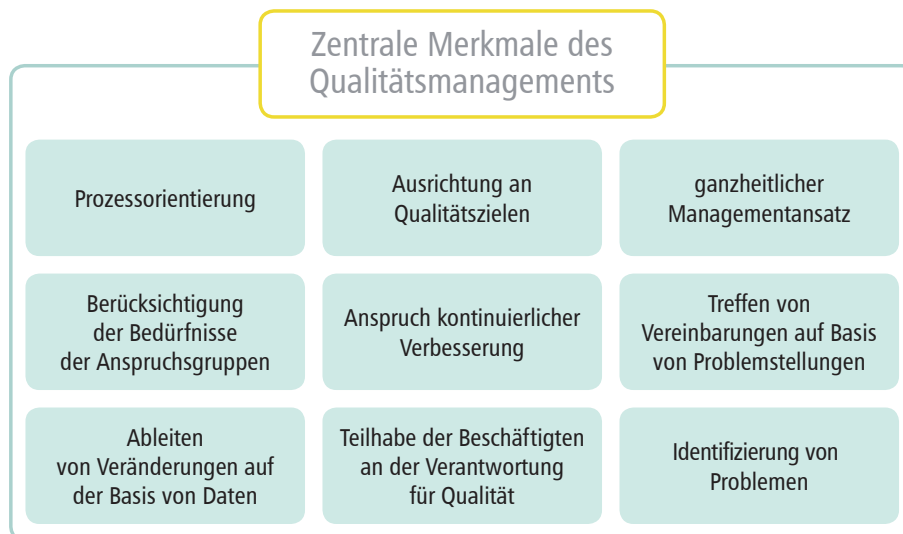 Zentrale Merkmale des
Qualitätsmanagements
Prozessorientierung
Ausrichtung an
Qualitätszielen
ganzheitlicher
Managementansatz
Berücksichtigung
der Bedürfnisse
der Anspruchsgruppen
Anspruch kontinuierlicher
Verbesserung
Treffen von
Vereinbarungen auf Basis
von Problemstellungen
Ableiten
von Veränderungen auf
der Basis von Daten
Teilhabe der Beschäftigten
an der Verantwortung
für Qualität
Identifizierung von
Problemen